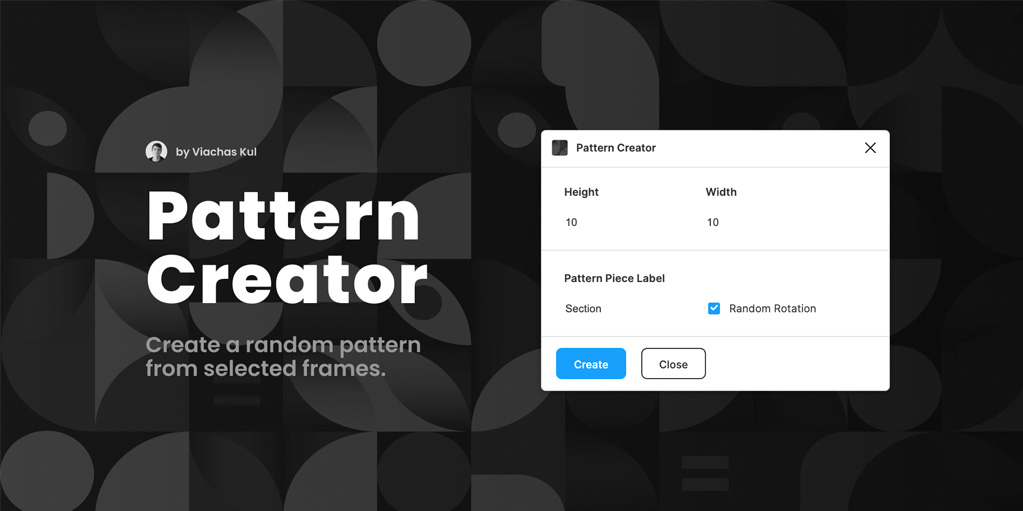 by Viachas Kul
Pattern
Creator
Create a random pattern
from selected frames.
Pattern Creator
Height
Width
10
10
Pattern Piece Label
Section
Random Rotation
Create
Close